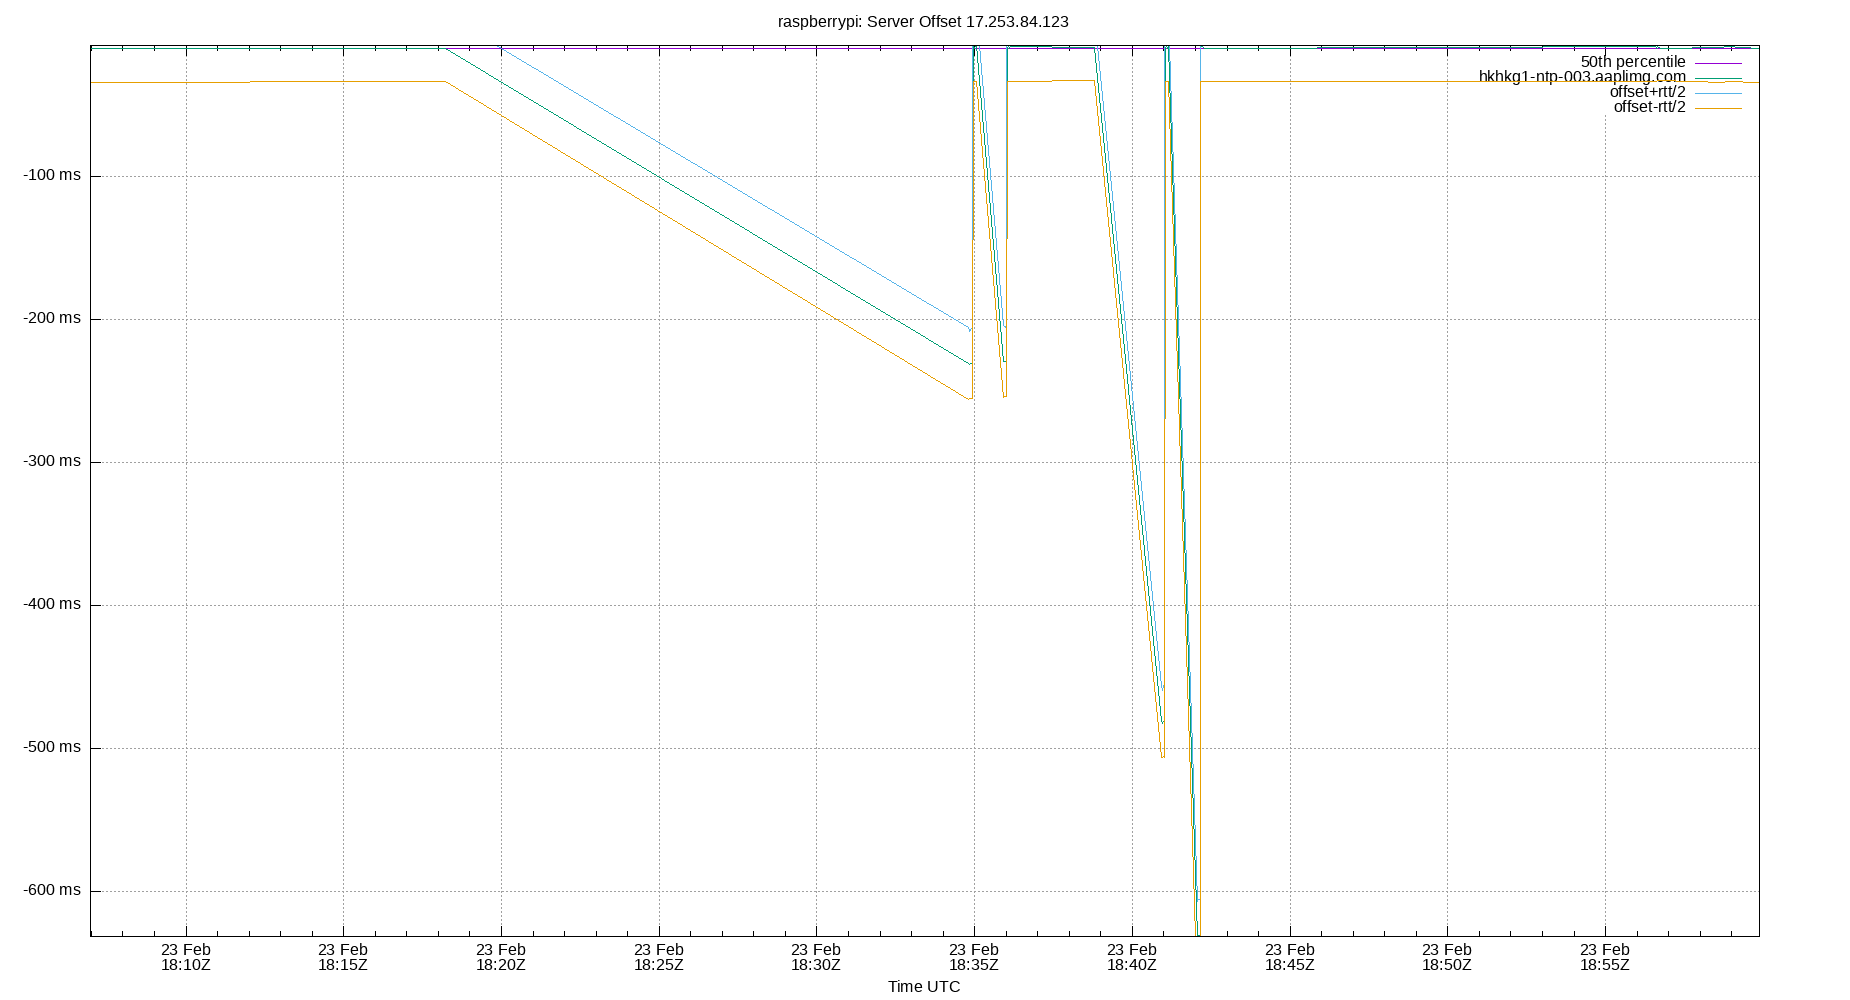 raspberrypi: Server Offset 17.253.84.123
50th percentile
hkhkg1-ntp-003.aaplimg.com
offset+rtt/2
offset-rtt/2
-100 ms
-200 ms
-300 ms
-400 ms
-500 ms
-600 ms
23 Feb 23 Feb 23 Feb 23 Feb 23 Feb 23 Feb 23 Feb 23 Feb 23 Feb 23 Feb
18:10Z 18:15Z 18:20Z 18:25Z 18:30Z 18:35Z 18:40Z 18:45Z 18:50Z 18:55Z
Time UTC